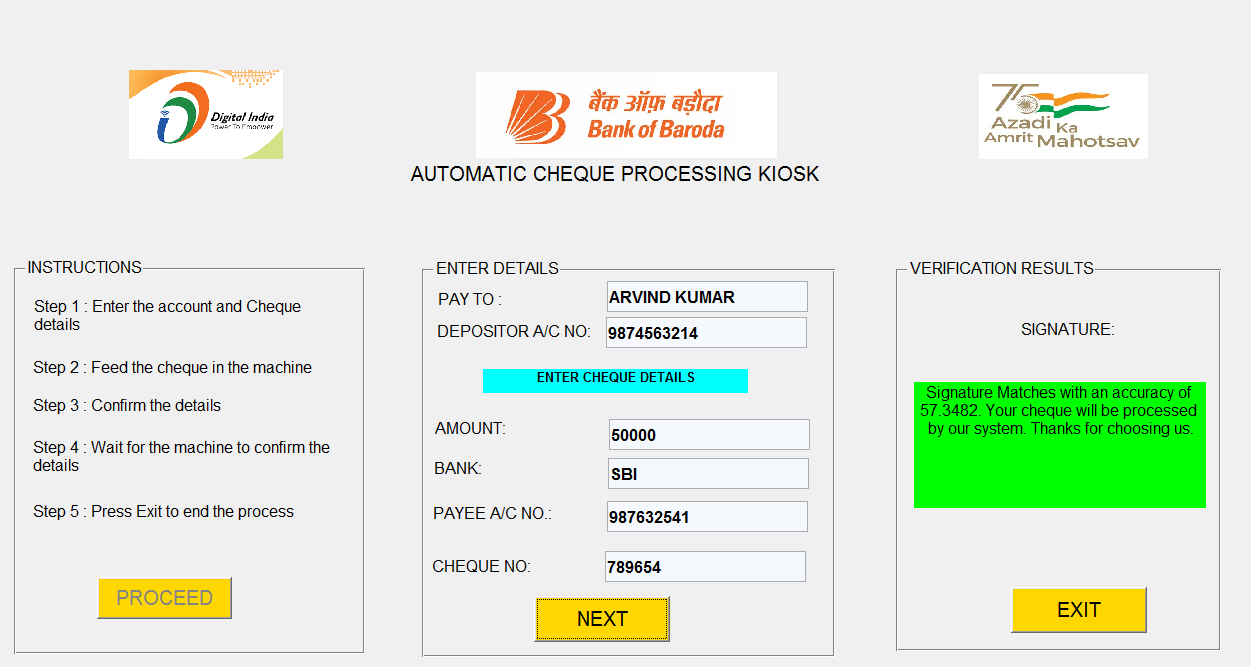 Digital India
Power To Empower
बैंक ऑफ़ बड़ौदा
Bank of Baroda
75
Azadi Ka
Amrit Mahotsav
AUTOMATIC CHEQUE PROCESSING KIOSK
INSTRUCTIONS
Step 1 : Enter the account and Cheque
details
Step 2 : Feed the cheque in the machine
Step 3 : Confirm the details
Step 4 : Wait for the machine to confirm the
details
Step 5 : Press Exit to end the process
PROCEED
ENTER DETAILS
PAY TO : ARVIND KUMAR
DEPOSITOR A/C NO: 9874563214
ENTER CHEQUE DETAILS
AMOUNT: 50000
BANK: SBI
PAYEE A/C NO.: 987632541
CHEQUE NO: 789654
NEXT
VERIFICATION RESULTS
SIGNATURE:
Signature Matches with an accuracy of
57.3482. Your cheque will be processed
by our system. Thanks for choosing us.
EXIT